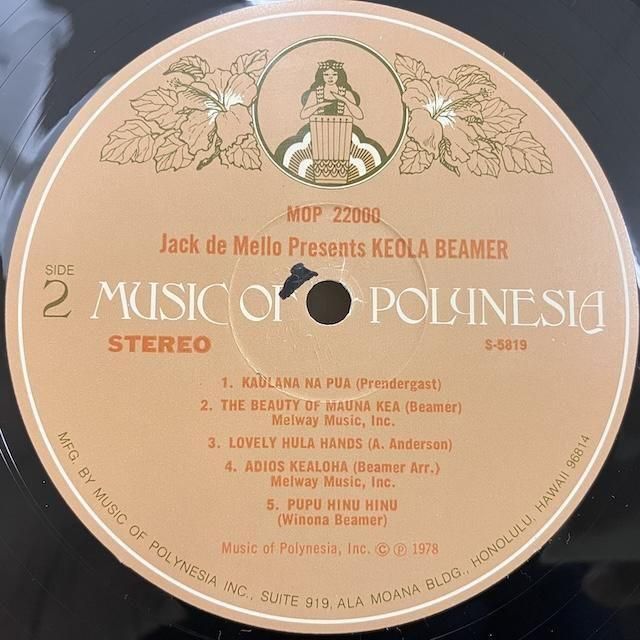 MOP 22000
Jack de Mello Presents KEOLA BEAMER
SIDE
2
MUSIC OF POLYNESIA
STEREO
S-5819
1. KAULANA NA PUA (Prendergast)
2. THE BEAUTY OF MAUNA KEA (Beamer)
Melway Music, Inc.
3. LOVELY HULA HANDS (A. Anderson)
4. ADIOS KEALOHA (Beamer Arr.)
Melway Music, Inc.
5. PUPU HINU HINU
(Winona Beamer)
Music of Polynesia, Inc. © ℗ 1978
MFG. BY MUSIC OF POLYNESIA INC., SUITE 919, ALA MOANA BLDG., HONOLULU, HAWAII 96814